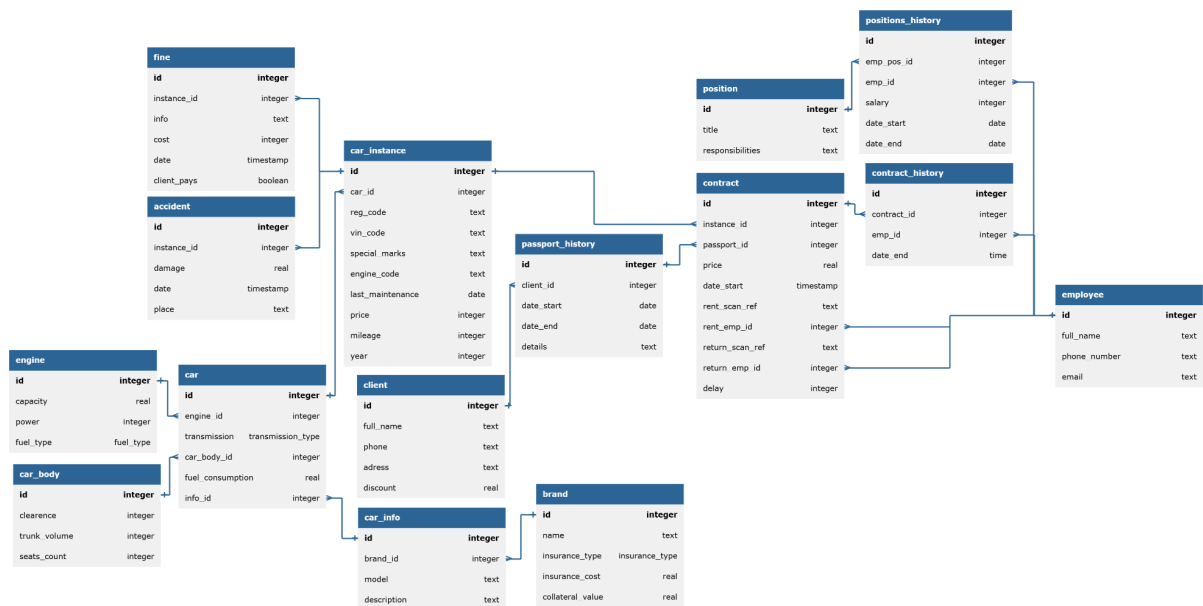 positions_history
id integer
emp_pos_id integer
emp_id integer
salary integer
date_start date
date_end date
fine
id integer
instance_id integer
info text
cost integer
date timestamp
client_pays boolean
position
id integer
title text
responsibilities text
car_instance
id integer
car_id integer
reg_code text
vin_code text
special_marks text
engine_code text
last_maintenance date
price integer
mileage integer
year integer
contract_history
id integer
contract_id integer
emp_id integer
date_end time
contract
id integer
instance_id integer
passport_id integer
price real
date_start timestamp
rent_scan_ref text
rent_emp_id integer
return_scan_ref text
return_emp_id integer
delay integer
accident
id integer
instance_id integer
damage real
date timestamp
place text
passport_history
id integer
client_id integer
date_start date
date_end date
details text
employee
id integer
full_name text
phone_number text
email text
engine
id integer
capacity real
power integer
fuel_type fuel_type
car
id integer
engine_id integer
transmission transmission_type
car_body_id integer
fuel_consumption real
info_id integer
client
id integer
full_name text
phone text
adress text
discount real
car_body
id integer
clearence integer
trunk_volume integer
seats_count integer
brand
id integer
name text
insurance_type insurance_type
insurance_cost real
collateral_value real
car_info
id integer
brand_id integer
model text
description text